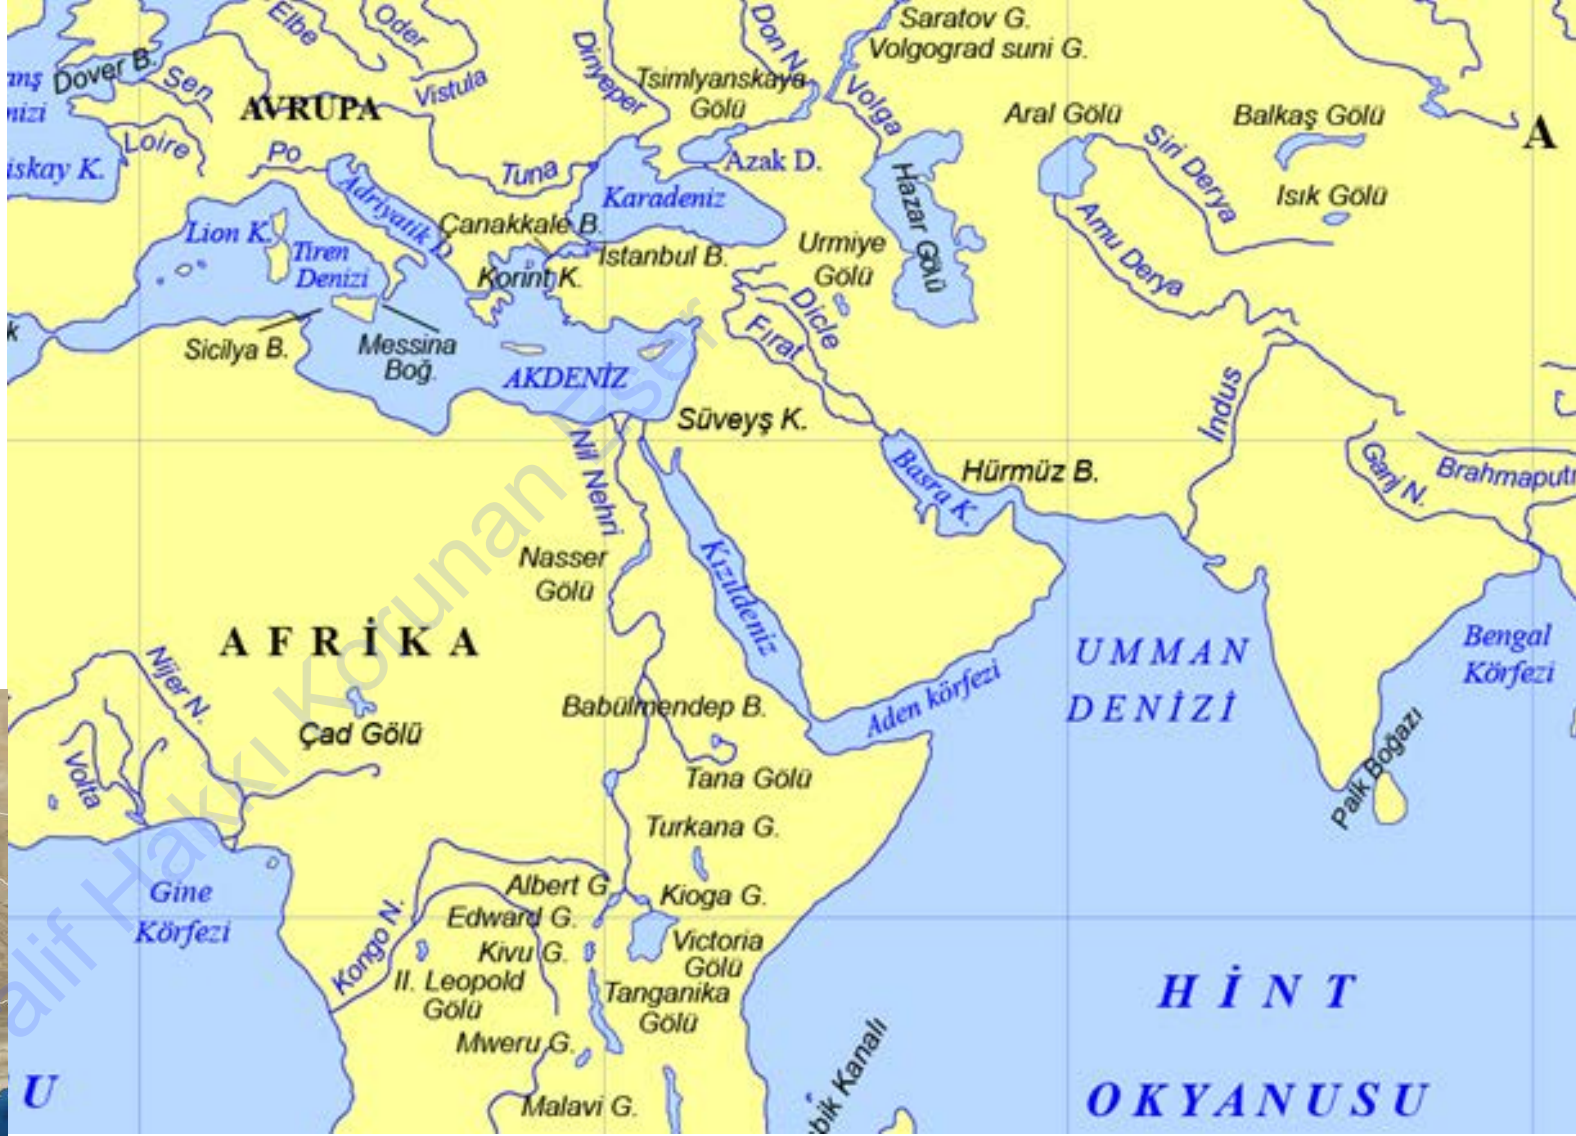 Elbe
Oder
Vistula
Dinyeper
Don N.
Saratov G.
Volgograd suni G.
Dover B.
Sen
AVRUPA
Tsimlyanskaya
Gölü
Volga
Aral Gölü
Balkaş Gölü
A
Loire
Po
Tuna
Azak D.
Siri Derya
Isık Gölü
iskay K.
Adriyatik D.
Karadeniz
Hazar Gölü
Amu Derya
Lion K.
Tiren
Denizi
Çanakkale B.
İstanbul B.
Korint K.
Urmiye
Gölü
Dicle
Fırat
Sicilya B.
Messina
Boğ.
AKDENİZ
Süveyş K.
İndus
Nil Nehri
Basra K.
Hürmüz B.
Ganj N.
Brahmaputr
Nasser
Gölü
Kızıldeniz
AFRİKA
UMMAN
DENİZİ
Bengal
Körfezi
Nijer N.
Çad Gölü
Babülmendep B.
Aden körfezi
Volta
Tana Gölü
Palk Boğazı
Turkana G.
Gine
Körfezi
Albert G.
Kioga G.
Edward G.
Kongo N.
Kivu G.
Victoria
Gölü
II. Leopold
Gölü
Tanganika
Gölü
HİNT
OKYANUSU
Mweru G.
Malavi G.
bik Kanalı
U
alif Hakkı Korunan Eser